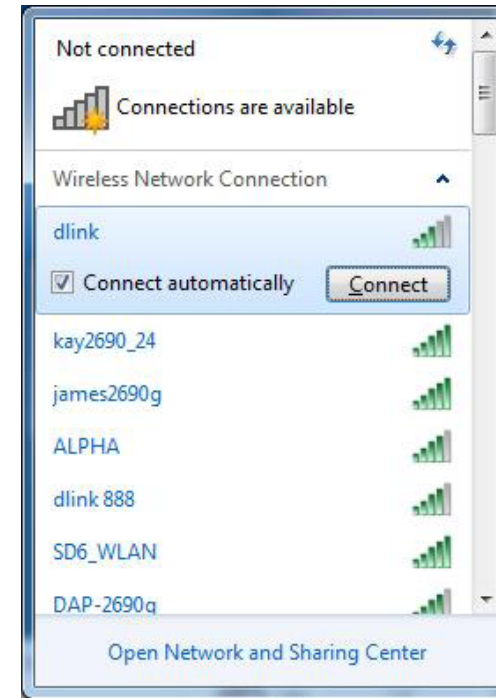 Not connected
Connections are available
Wireless Network Connection
dlink
Connect automatically
Connect
kay2690_24
james2690g
ALPHA
dlink 888
SD6_WLAN
DAP-2690g
Open Network and Sharing Center